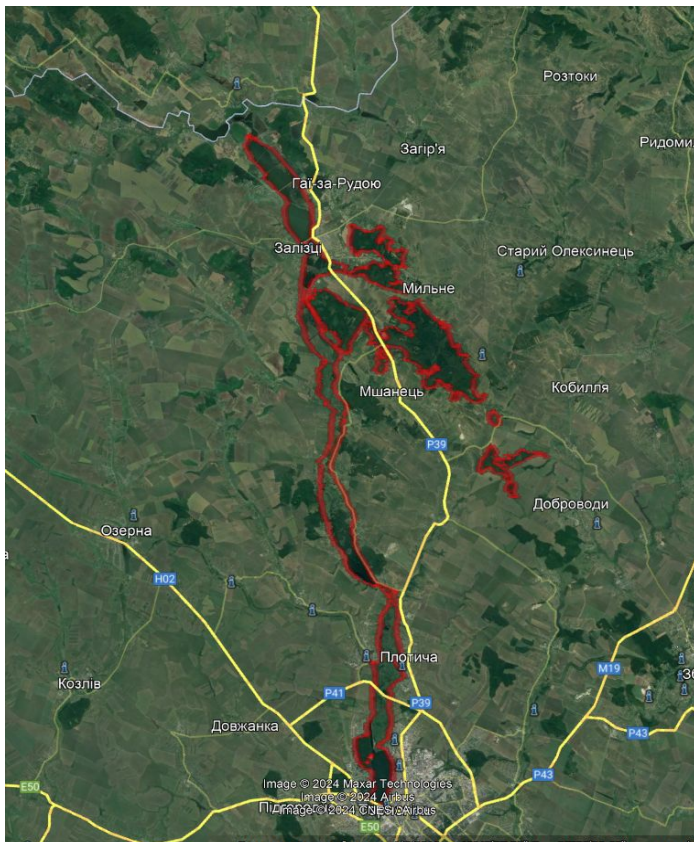 Розтоки
Загір'я
Гаї-за-Рудою
Залізці
Старий Олексинець
Мильне
Мшанець
Кобилля
P39
Доброводи
Озерна
H02
Плотича
M19
Козлів
P41
P39
P43
Довжанка
P43
E50
Image © 2024 Maxar Technologies
Image © 2024 Airbus
Image © 2024 CNES / Airbus
E50